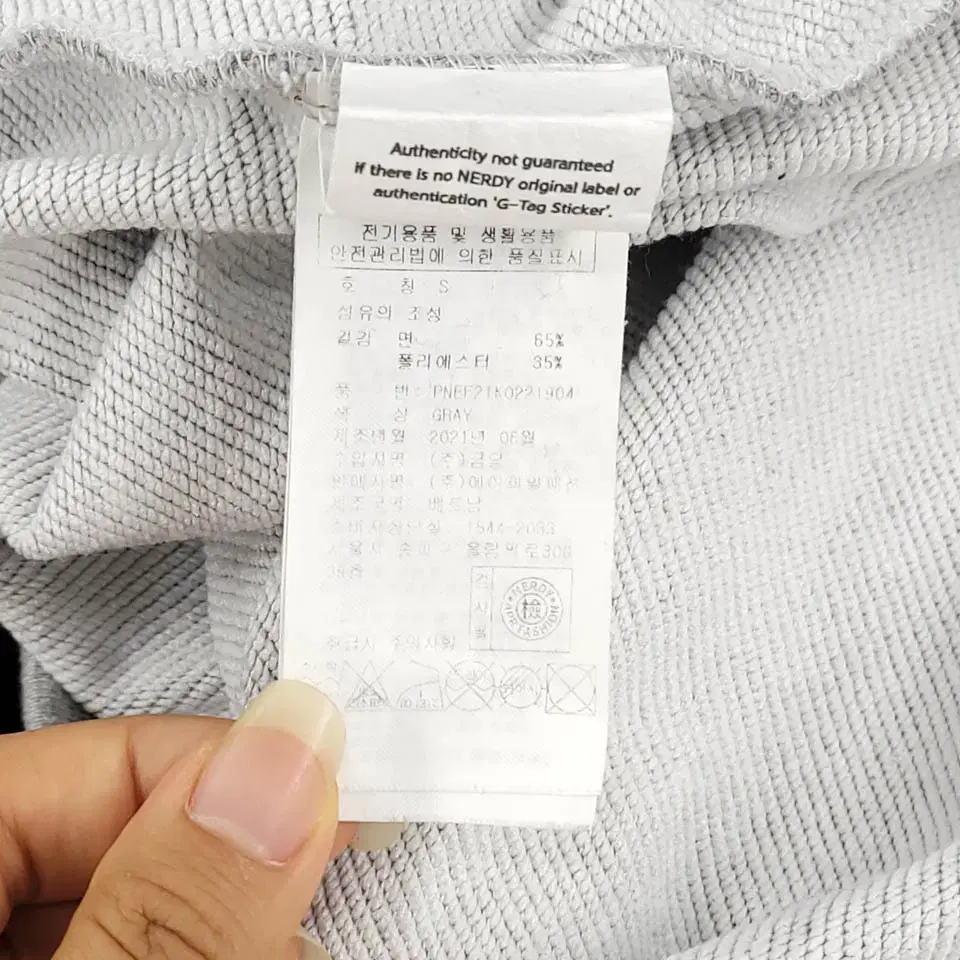 Authenticity not guaranteed
if there is no NERDY original label or
authentication 'G-Tag Sticker'.
전기용품 및 생활용품
안전관리법에 의한 품질표시
호 칭 S
섬유의 조성
겉감 면 65%
폴리에스터 35%
품 번: PNEF21K0221904
색 상 GRAY
제조년월 2021년 06월
수입자명 (주)금당
판매자명 (주)에이피알패션
제조국가: 베트남
소비자상담실 1544-2033
서울시 송파구 올림픽로300
검사필
NERDY
APR FASHION
취급시 주의사항